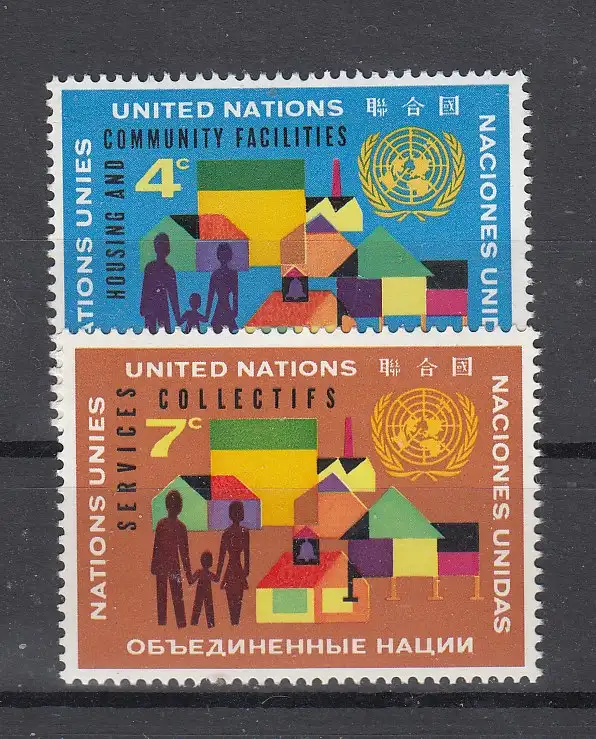 UNITED NATIONS 聯合國
COMMUNITY FACILITIES
HOUSING AND
4c
NATIONS UNIES
NACIONES UNID
UNITED NATIONS 聯合國
COLLECTIFS
SERVICES
7c
NATIONS UNIES
NACIONES UNIDAS
ОБЪЕДИНЕННЫЕ НАЦИИ